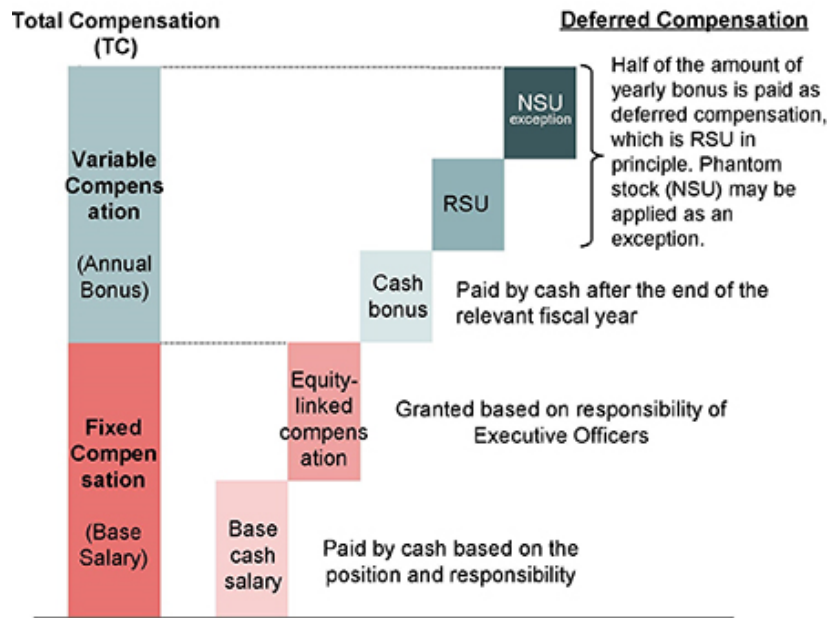 Total Compensation
(TC)
Deferred Compensation
Variable
Compens
ation
(Annual
Bonus)
NSU
exception
Half of the amount of
yearly bonus is paid as
deferred compensation,
which is RSU in
principle. Phantom
stock (NSU) may be
applied as an
exception.
RSU
Cash
bonus
Paid by cash after the end of the
relevant fiscal year
Fixed
Compen
sation
(Base
Salary)
Equity-
linked
compens
ation
Granted based on responsibility of
Executive Officers
Base
cash
salary
Paid by cash based on the
position and responsibility